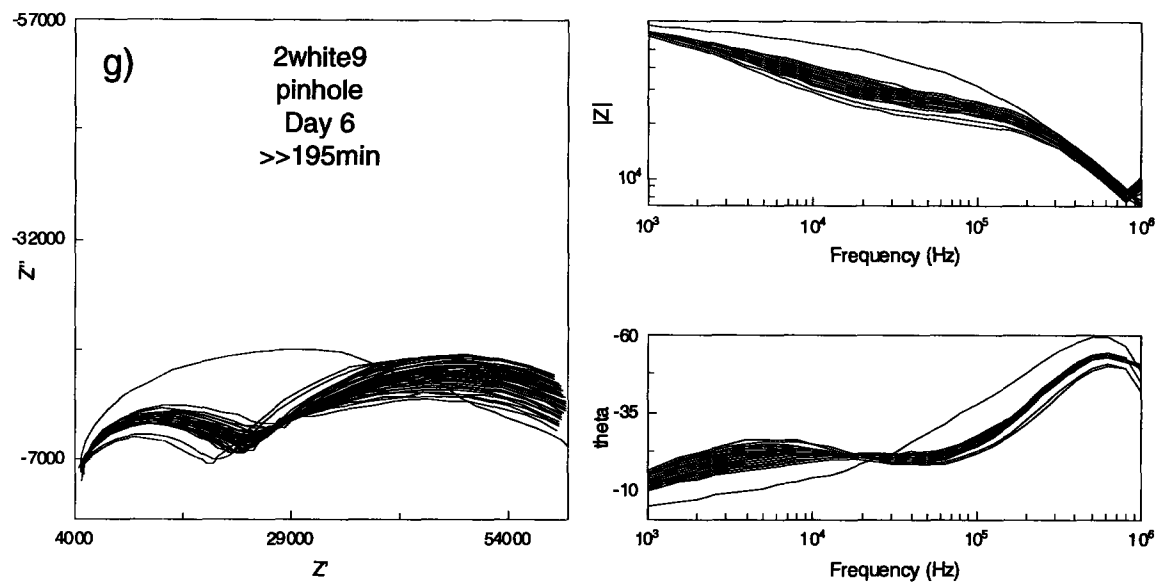 -57000
g)
2white9
pinhole
Day 6
>>195min
-32000
Z''
-7000
4000
29000
54000
Z'
|Z|
10⁴
10³
10⁴
10⁵
10⁶
Frequency (Hz)
-60
-35
theta
-10
10³
10⁴
10⁵
10⁶
Frequency (Hz)